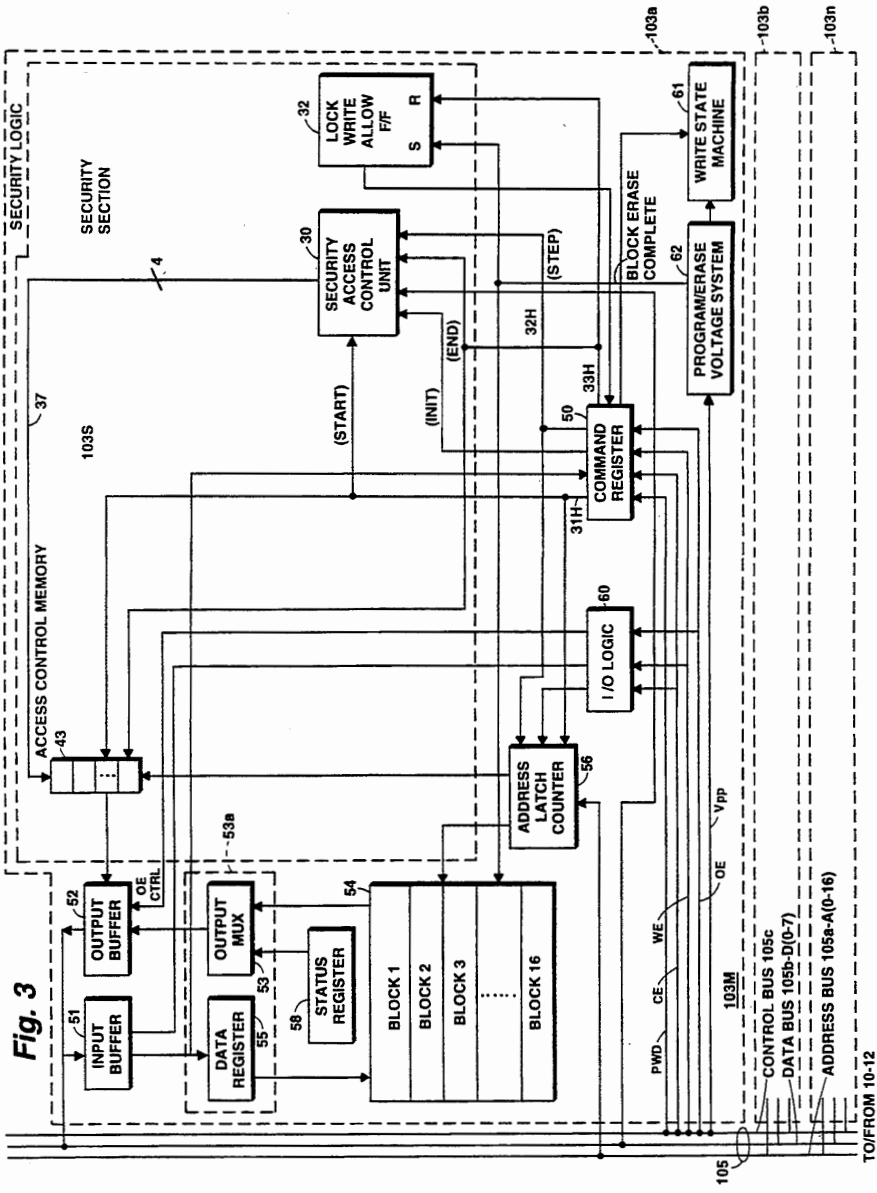 Fig. 3
SECURITY LOGIC
SECURITY
SECTION
103a
103b
103n
ACCESS CONTROL MEMORY
43
37
103S
4
30
SECURITY
ACCESS
CONTROL
UNIT
32
LOCK
WRITE
ALLOW
F/F
S
R
51
INPUT
BUFFER
52
OUTPUT
BUFFER
OE
CTRL
53a
DATA
REGISTER
55
OUTPUT
MUX
53
58
STATUS
REGISTER
54
BLOCK 1
BLOCK 2
BLOCK 3
BLOCK 16
ADDRESS
LATCH
COUNTER
56
I/O LOGIC
60
COMMAND
REGISTER
50
31H
33H
32H
(START)
(INIT)
(END)
(STEP)
BLOCK ERASE
COMPLETE
62
PROGRAM/ERASE
VOLTAGE SYSTEM
61
WRITE STATE
MACHINE
PWD
CE
WE
OE
Vpp
103M
105
CONTROL BUS 105c
DATA BUS 105b-D(0-7)
ADDRESS BUS 105a-A(0-16)
TO/FROM 10-12